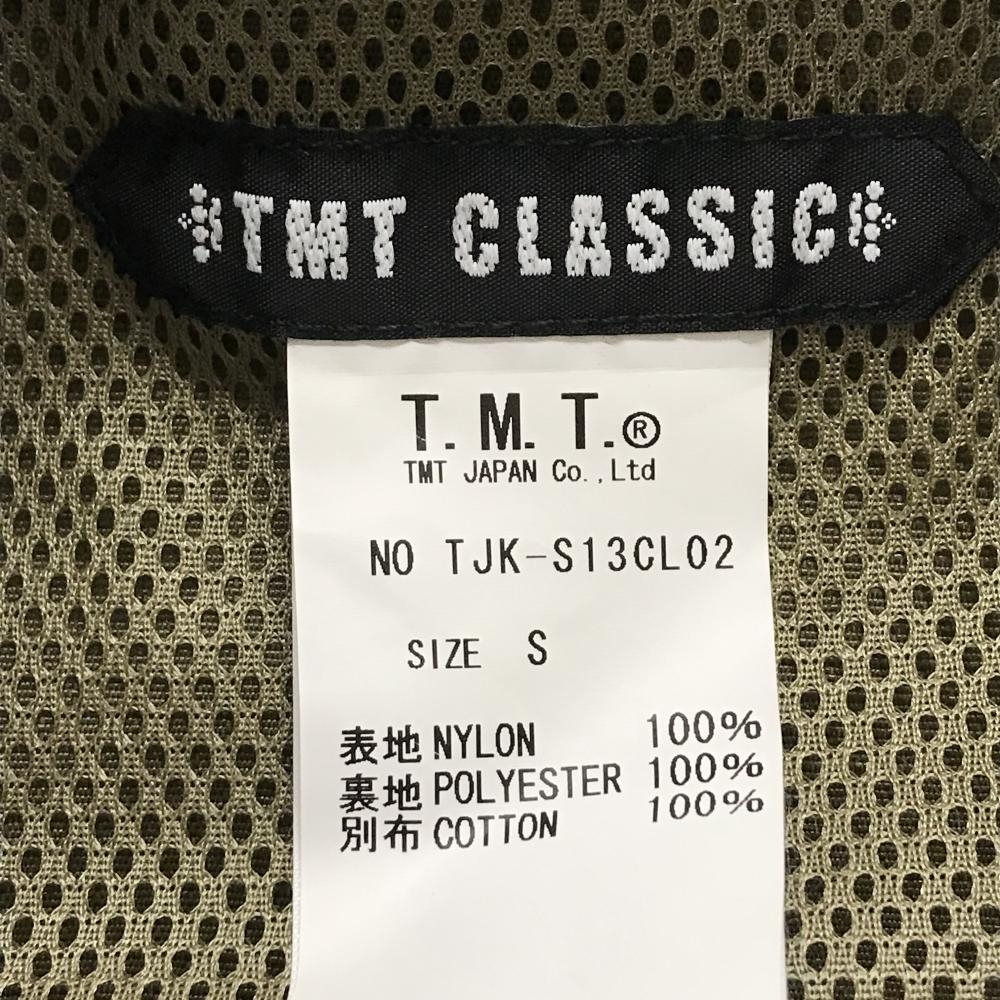 TMT CLASSIC
T. M. T.®
TMT JAPAN Co.,Ltd
NO TJK-S13CL02
SIZE S
表地 NYLON 100%
裏地 POLYESTER 100%
別布 COTTON 100%